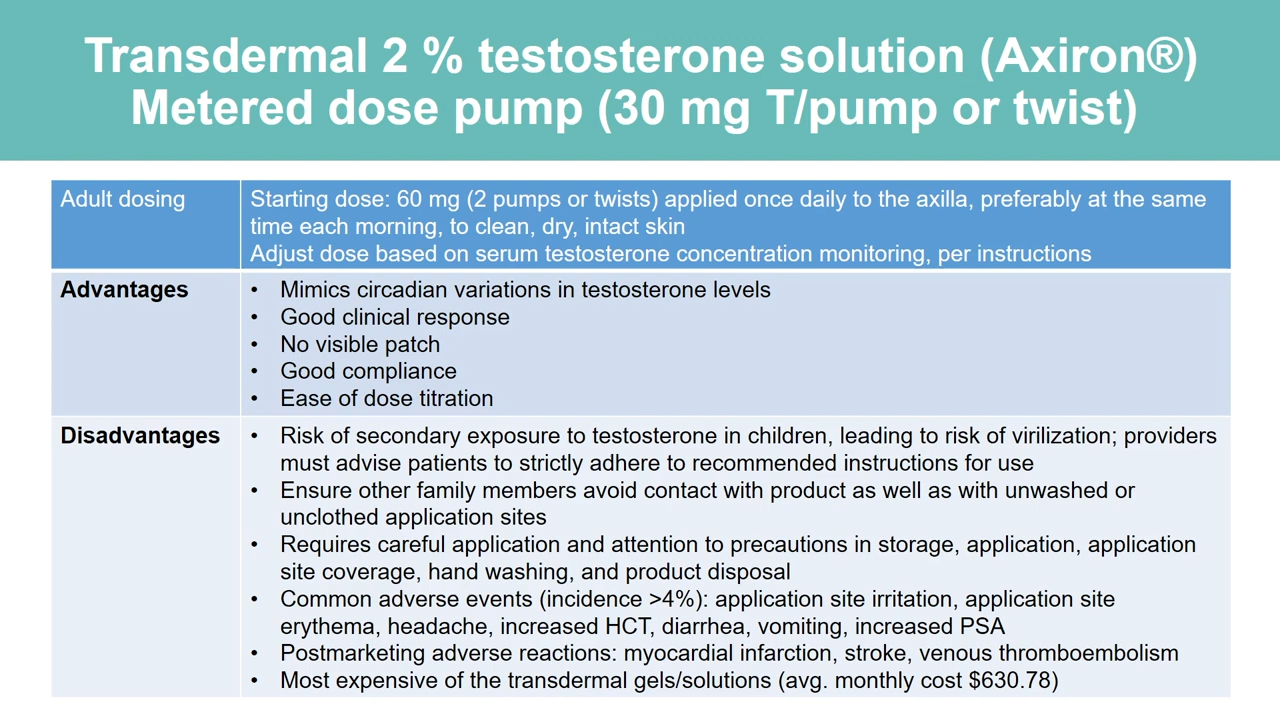 Transdermal 2 % testosterone solution (Axiron®)
Metered dose pump (30 mg T/pump or twist)
Adult dosing
Starting dose: 60 mg (2 pumps or twists) applied once daily to the axilla, preferably at the same
time each morning, to clean, dry, intact skin
Adjust dose based on serum testosterone concentration monitoring, per instructions
Advantages
• Mimics circadian variations in testosterone levels
• Good clinical response
• No visible patch
• Good compliance
• Ease of dose titration
Disadvantages
• Risk of secondary exposure to testosterone in children, leading to risk of virilization; providers
must advise patients to strictly adhere to recommended instructions for use
• Ensure other family members avoid contact with product as well as with unwashed or
unclothed application sites
• Requires careful application and attention to precautions in storage, application, application
site coverage, hand washing, and product disposal
• Common adverse events (incidence >4%): application site irritation, application site
erythema, headache, increased HCT, diarrhea, vomiting, increased PSA
• Postmarketing adverse reactions: myocardial infarction, stroke, venous thromboembolism
• Most expensive of the transdermal gels/solutions (avg. monthly cost $630.78)